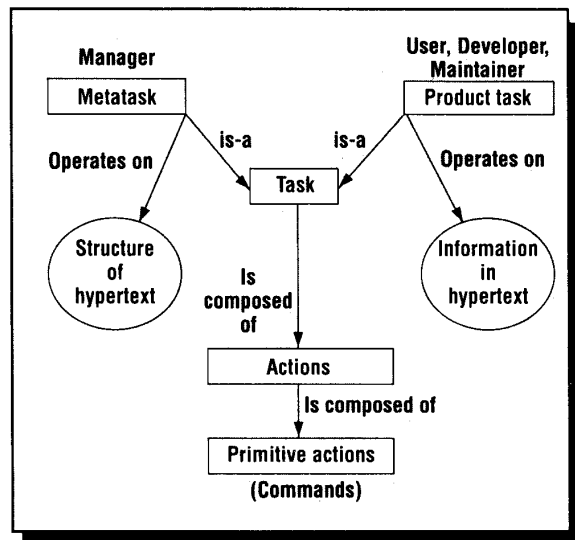 Manager
Metatask
User, Developer,
Maintainer
Product task
is-a
is-a
Operates on
Operates on
Task
Structure
of
hypertext
Information
in
hypertext
Is
composed
of
Actions
Is composed of
Primitive actions
(Commands)